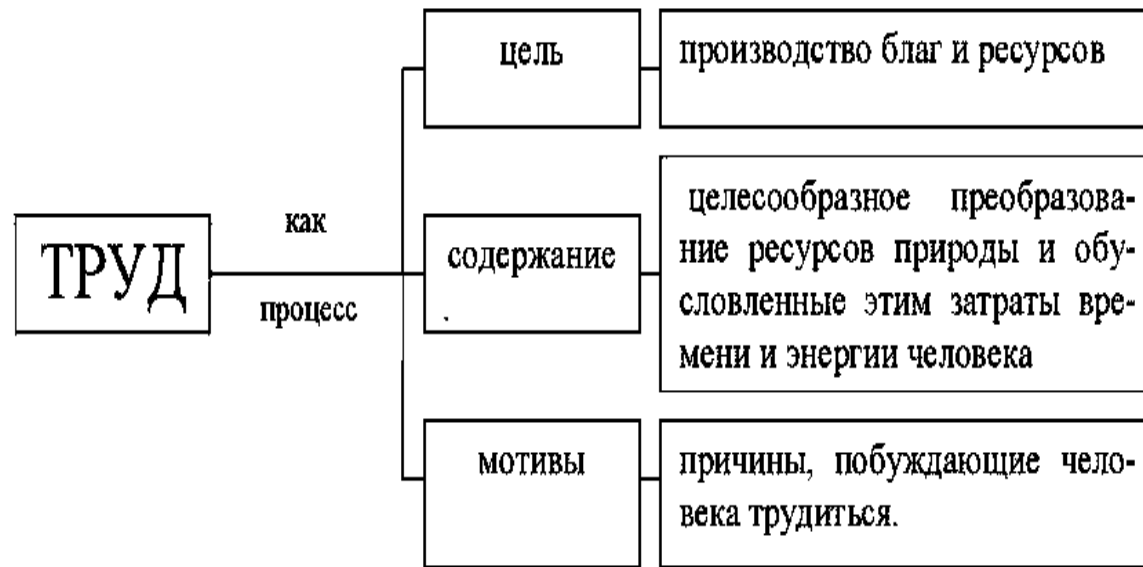 ТРУД
как
процесс
цель
производство благ и ресурсов
содержание
целесообразное преобразова-
ние ресурсов природы и обу-
словленные этим затраты вре-
мени и энергии человека
мотивы
причины, побуждающие чело-
века трудиться.